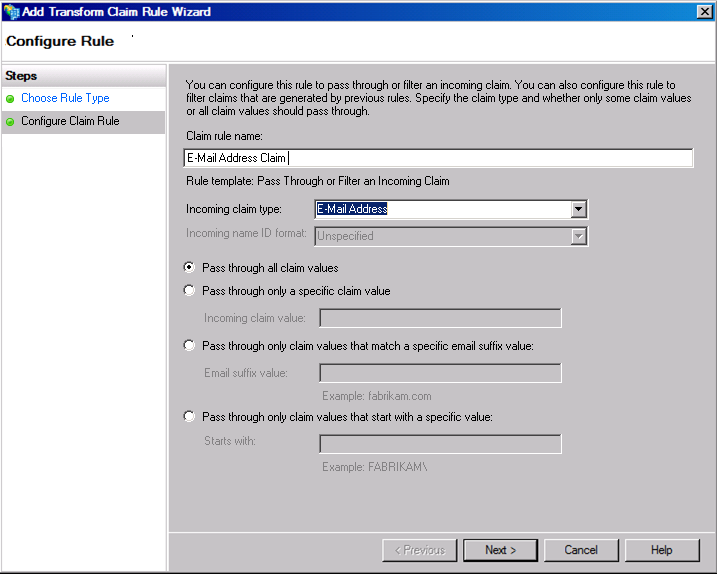 Add Transform Claim Rule Wizard
Configure Rule
Steps
Choose Rule Type
Configure Claim Rule
You can configure this rule to pass through or filter an incoming claim. You can also configure this rule to
filter claims that are generated by previous rules. Specify the claim type and whether only some claim values
or all claim values should pass through.
Claim rule name:
E-Mail Address Claim
Rule template: Pass Through or Filter an Incoming Claim
Incoming claim type: E-Mail Address
Incoming name ID format: Unspecified
Pass through all claim values
Pass through only a specific claim value
Incoming claim value:
Pass through only claim values that match a specific email suffix value:
Email suffix value:
Example: fabrikam.com
Pass through only claim values that start with a specific value:
Starts with:
Example: FABRIKAM\
< Previous Next > Cancel Help